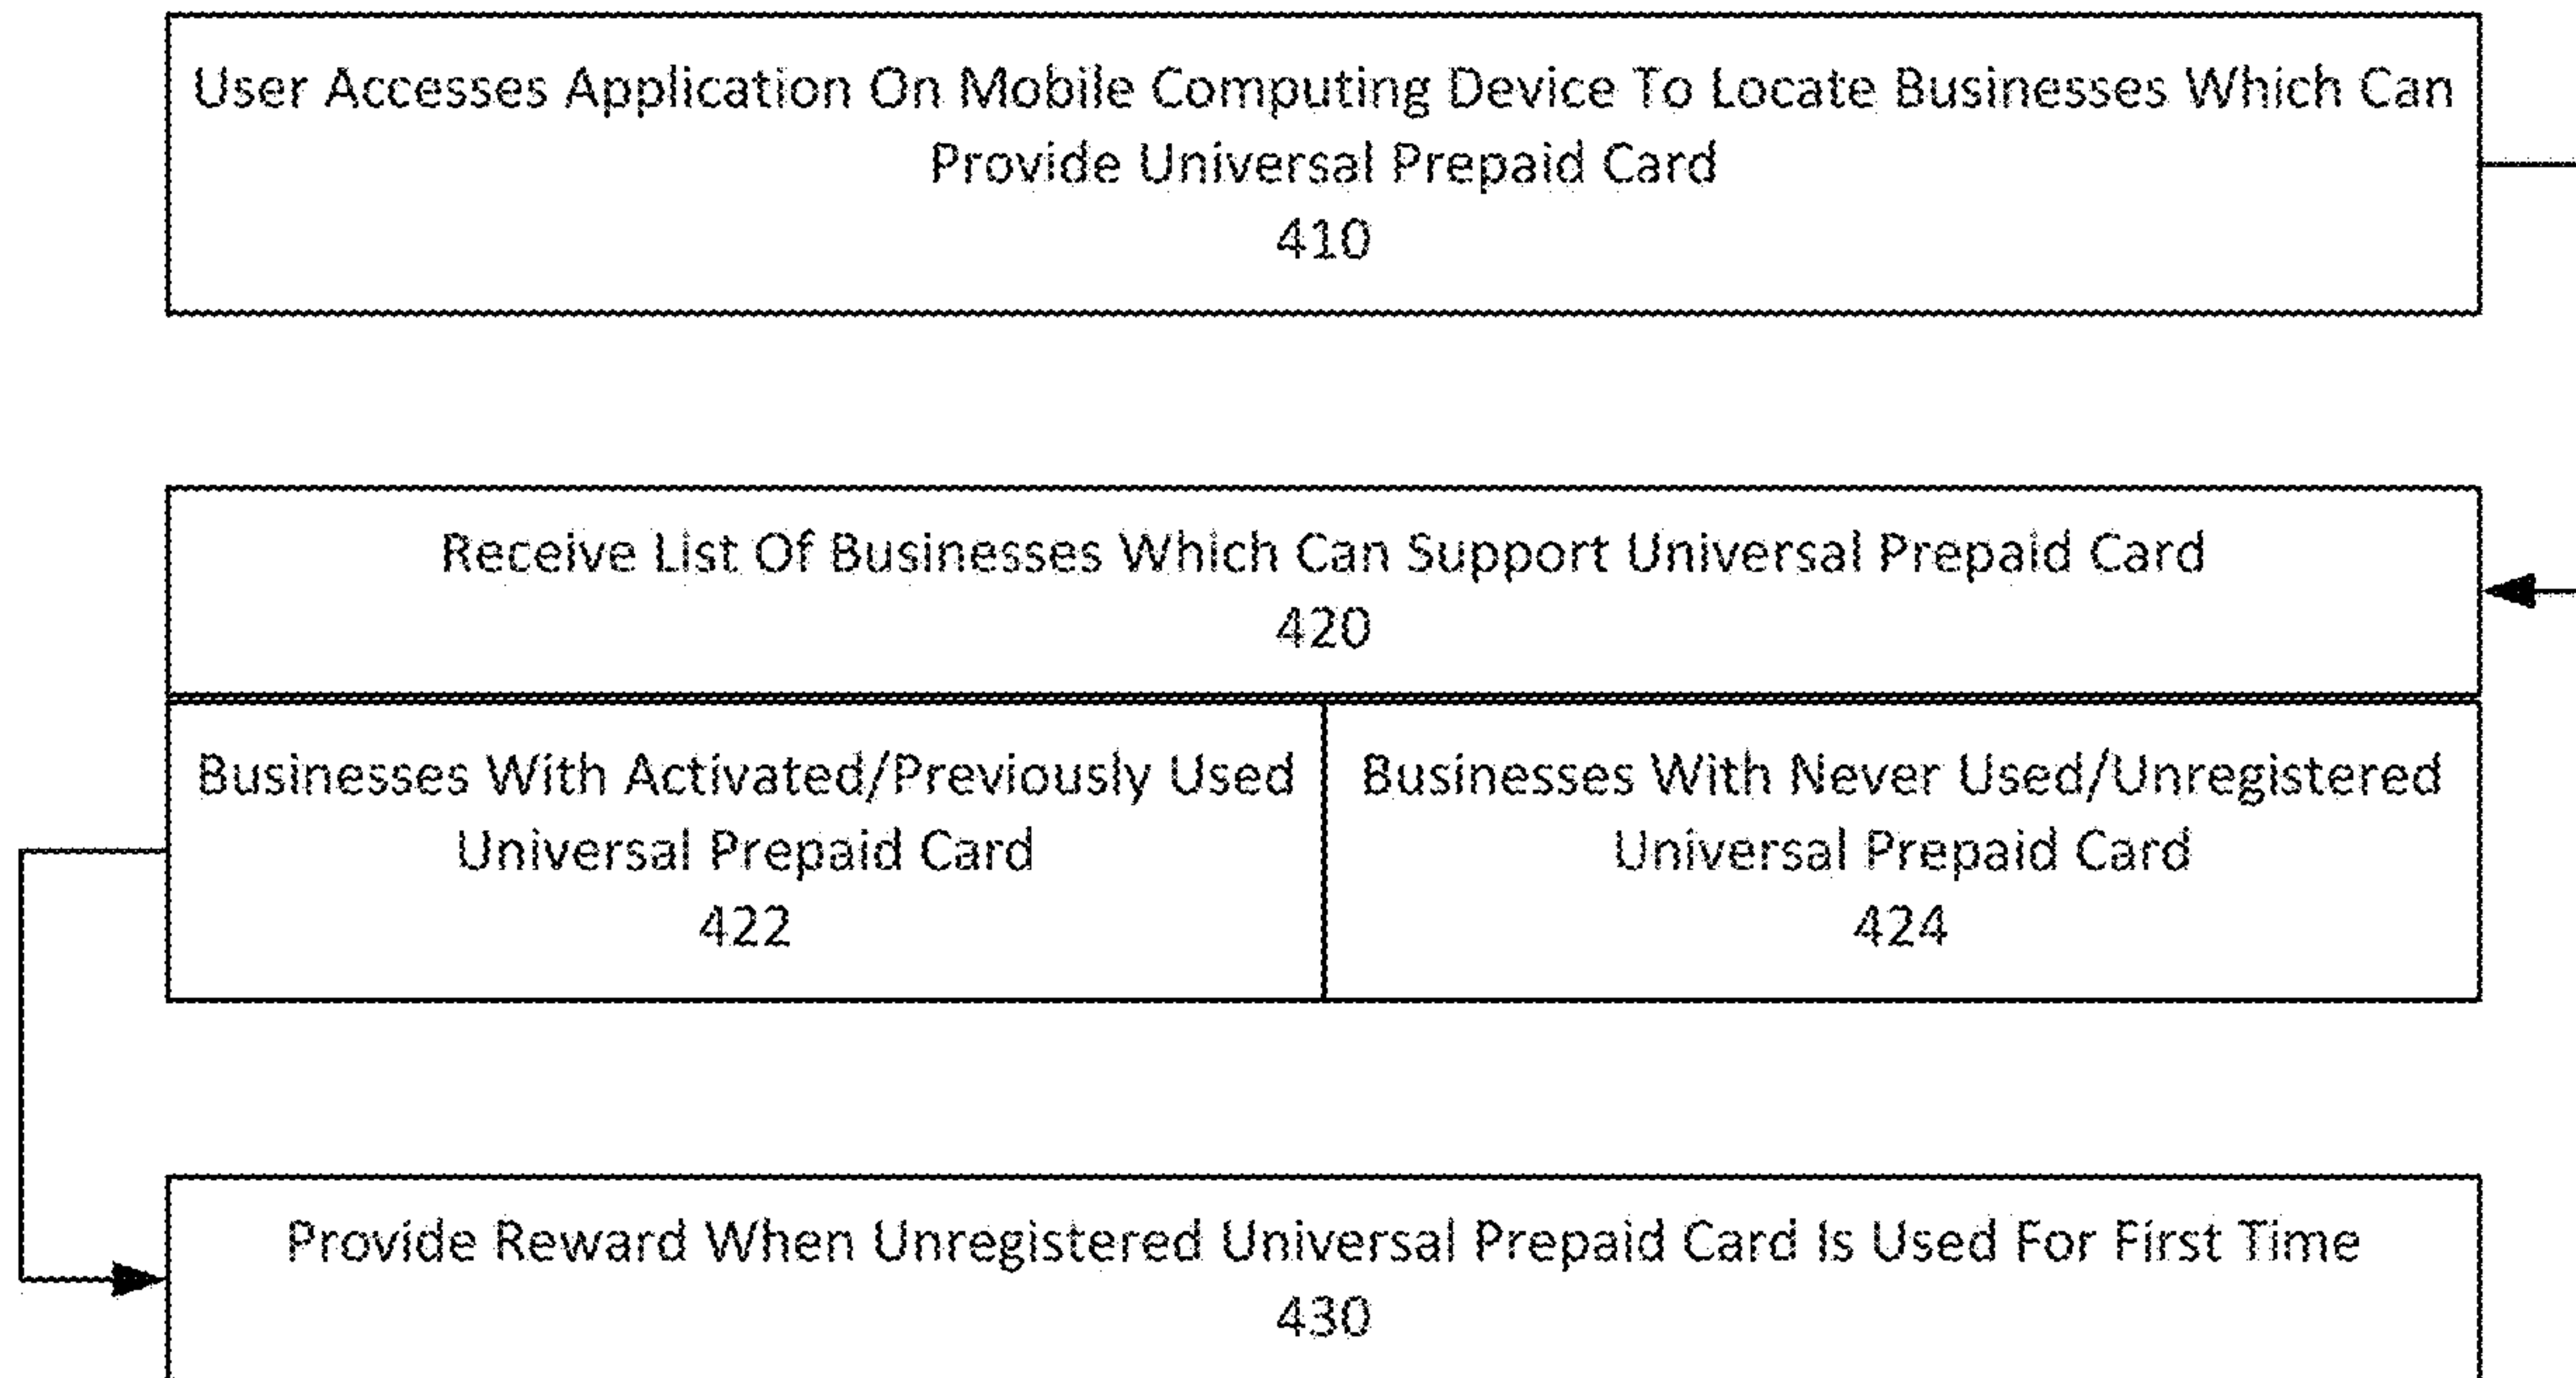 User Accesses Application On Mobile Computing Device To Locate Businesses Which Can
Provide Universal Prepaid Card
410
Receive List Of Businesses Which Can Support Universal Prepaid Card
420
Businesses With Activated/Previously Used
Universal Prepaid Card
422
Businesses With Never Used/Unregistered
Universal Prepaid Card
424
Provide Reward When Unregistered Universal Prepaid Card Is Used For First Time
430